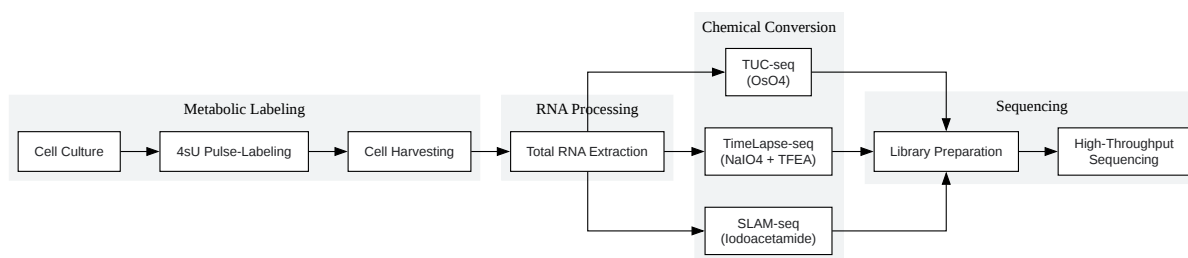 Chemical Conversion
TUC-seq
(OsO4)
Metabolic Labeling
RNA Processing
Sequencing
Cell Culture
4sU Pulse-Labeling
Cell Harvesting
Total RNA Extraction
TimeLapse-seq
(NaIO4 + TFEA)
Library Preparation
High-Throughput
Sequencing
SLAM-seq
(Iodoacetamide)